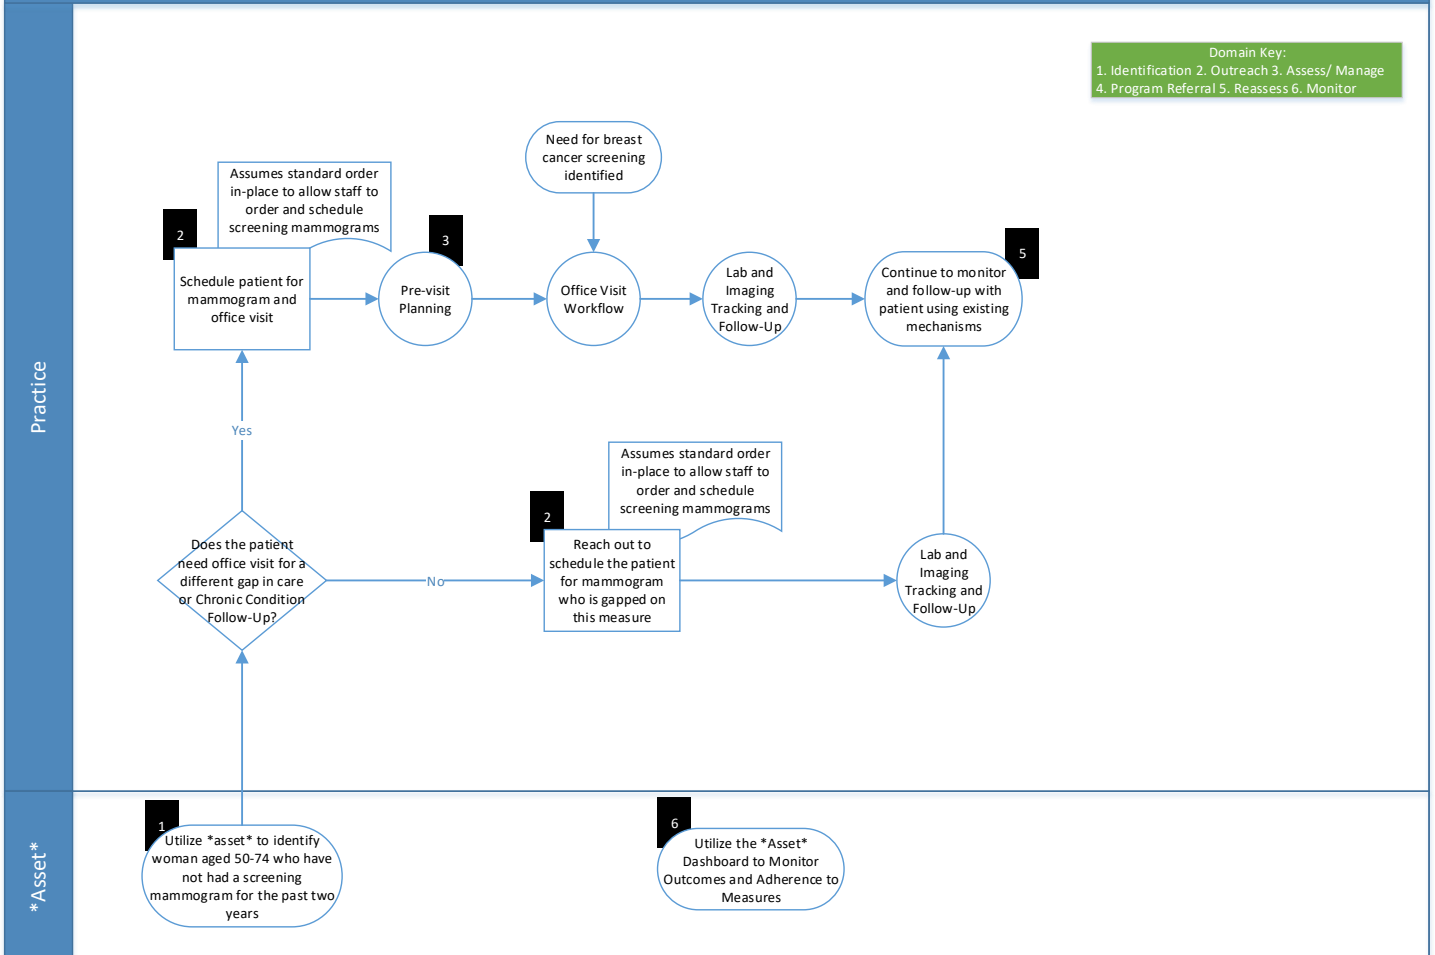 Practice
Domain Key:
1. Identification 2. Outreach 3. Assess/ Manage
4. Program Referral 5. Reassess 6. Monitor
Need for breast
cancer screening
identified
Assumes standard order
in-place to allow staff to
order and schedule
screening mammograms
2
Schedule patient for
mammogram and
office visit
3
Pre-visit
Planning
Office Visit
Workflow
Lab and
Imaging
Tracking and
Follow-Up
5
Continue to monitor
and follow-up with
patient using existing
mechanisms
Yes
Does the patient
need office visit for a
different gap in care
or Chronic Condition
Follow-Up?
No
Assumes standard order
in-place to allow staff to
order and schedule
screening mammograms
2
Reach out to
schedule the patient
for mammogram
who is gapped on
this measure
Lab and
Imaging
Tracking and
Follow-Up
*Asset*
1
Utilize *asset* to identify
woman aged 50-74 who have
not had a screening
mammogram for the past two
years
6
Utilize the *Asset*
Dashboard to Monitor
Outcomes and Adherence to
Measures